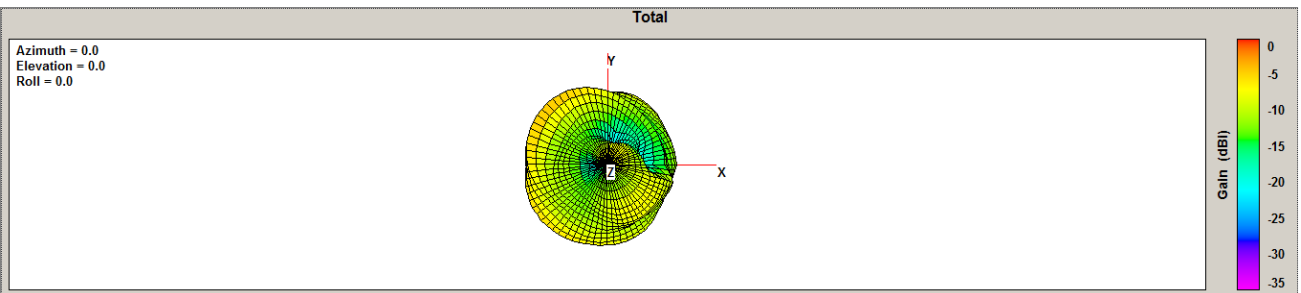 Total
Azimuth = 0.0
Elevation = 0.0
Roll = 0.0
Y
X
Z
Gain (dBi)
0
-5
-10
-15
-20
-25
-30
-35